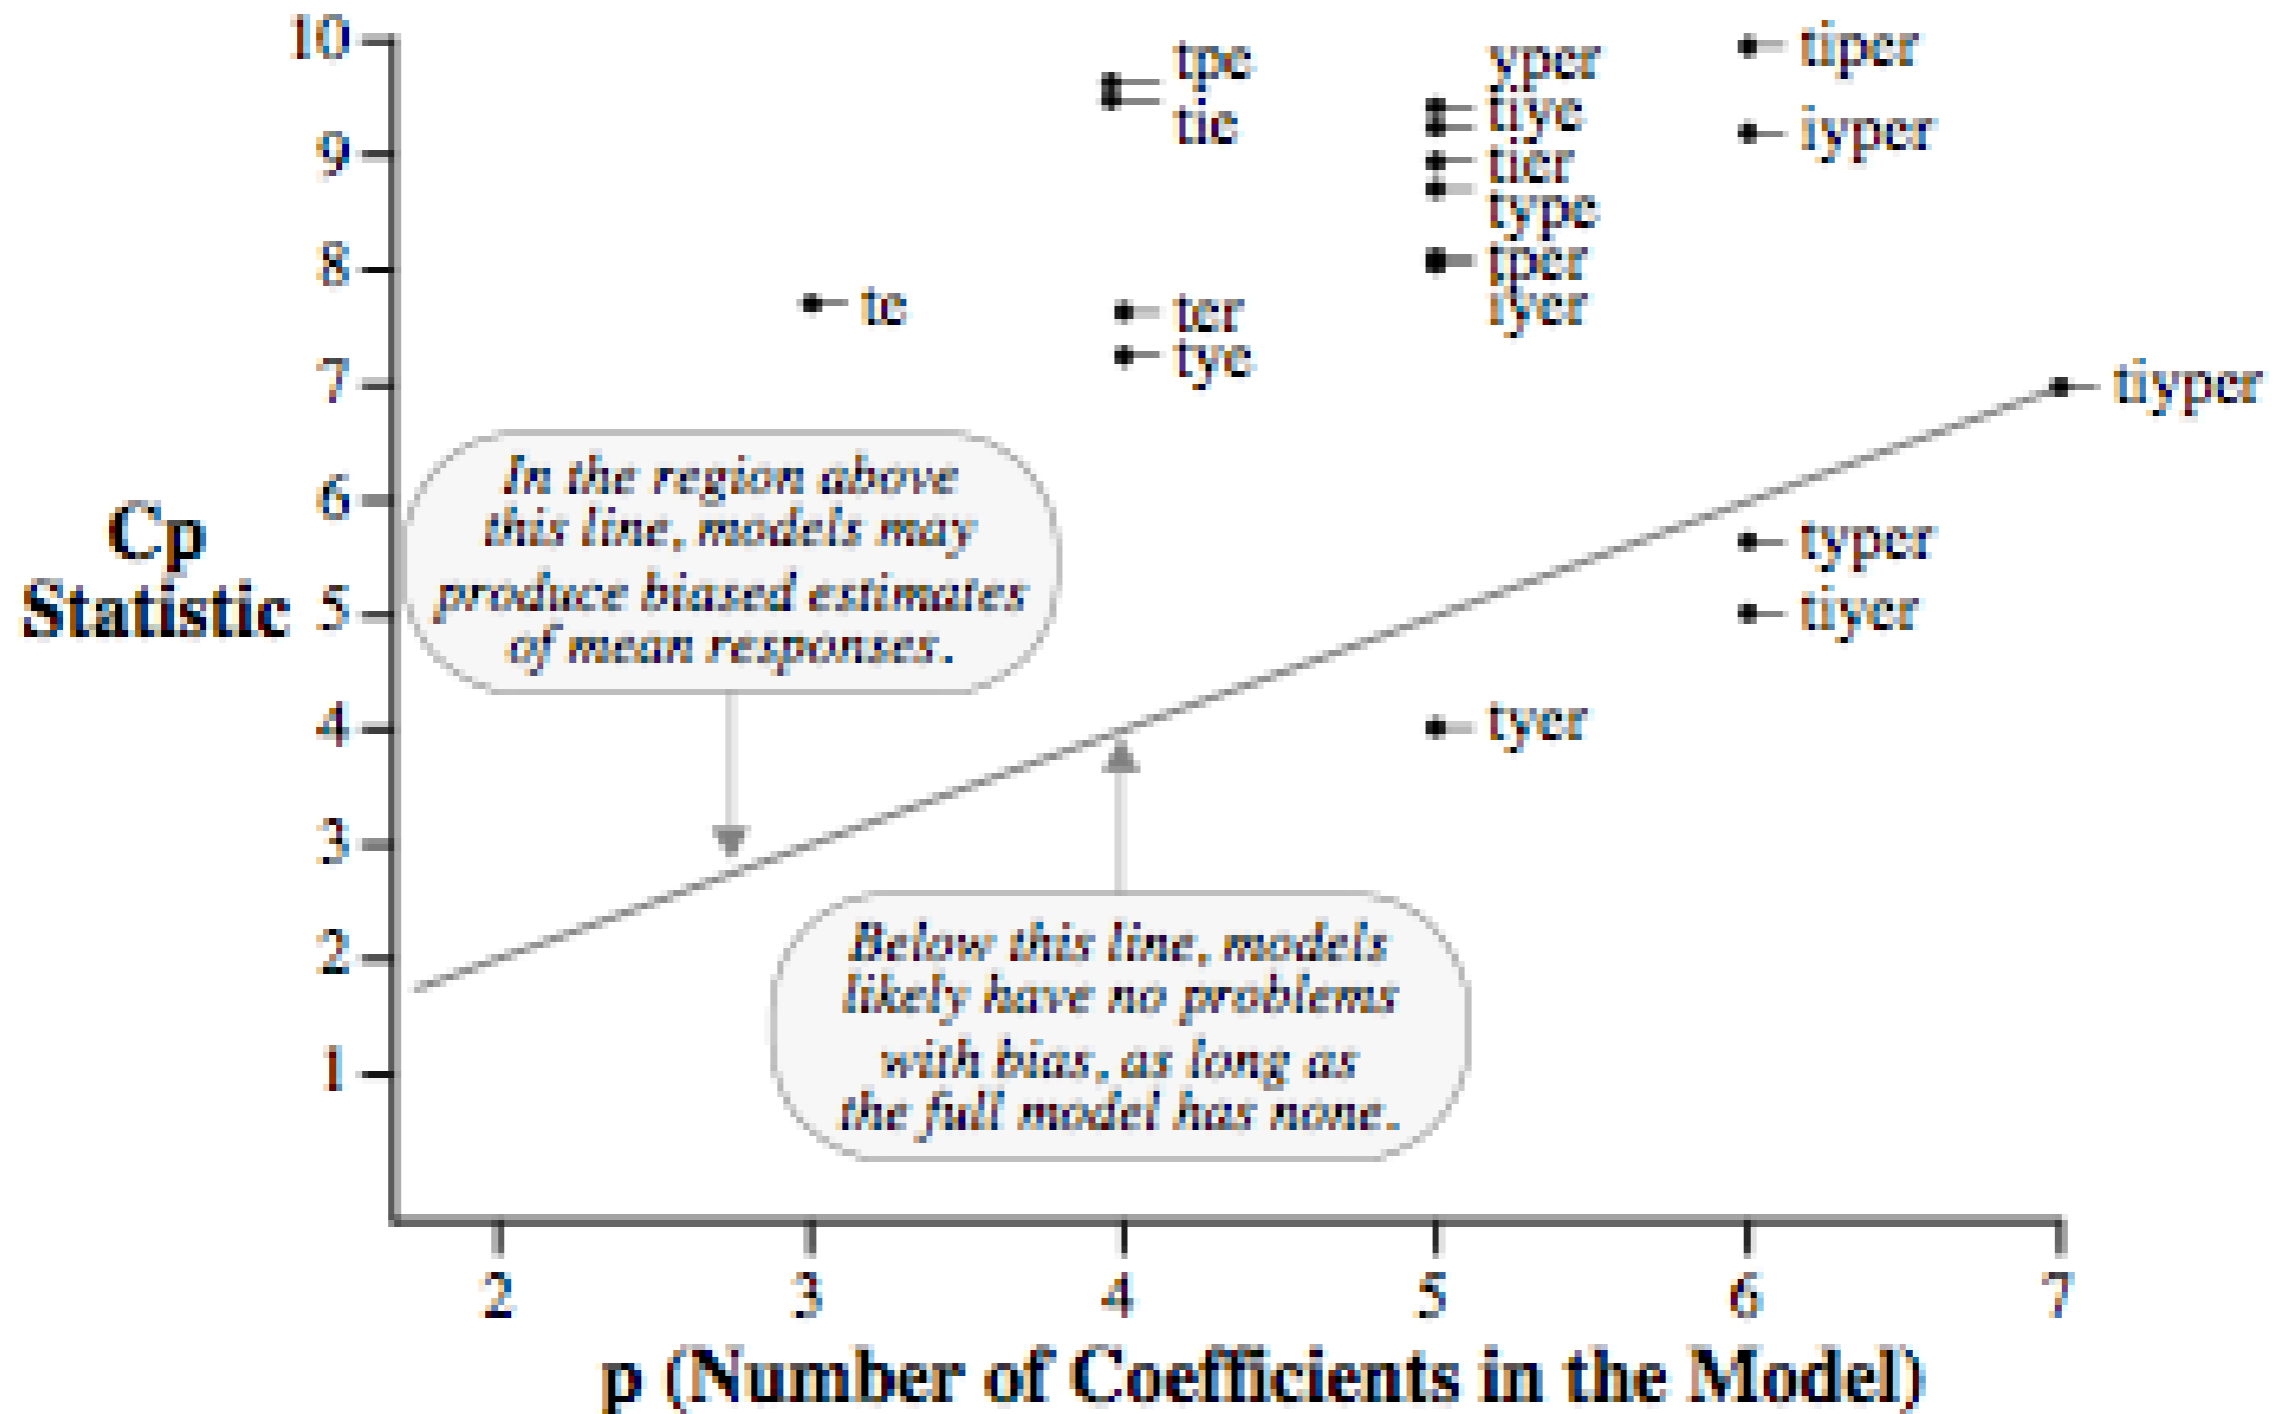 10
9
8
7
6
5
4
3
2
1
Cp
Statistic
tpe
tie
yper
tiye
tier
type
tper
iyer
tiper
iyper
te
ter
tye
tiyper
typer
tiyer
tyer
In the region above
this line, models may
produce biased estimates
of mean responses.
Below this line, models
likely have no problems
with bias, as long as
the full model has none.
2 3 4 5 6 7
p (Number of Coefficients in the Model)